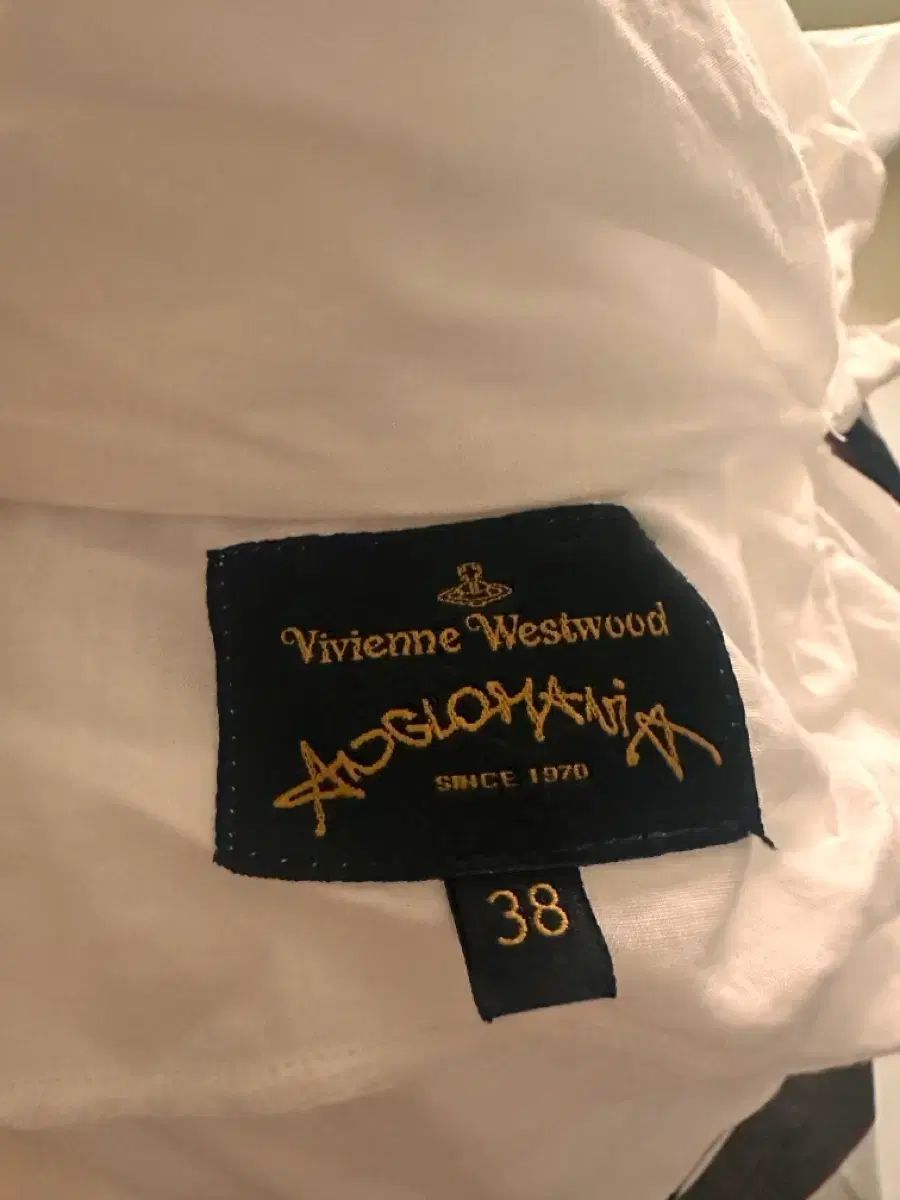 Vivienne Westwood
ANGLOMANiA
SINCE 1970
38